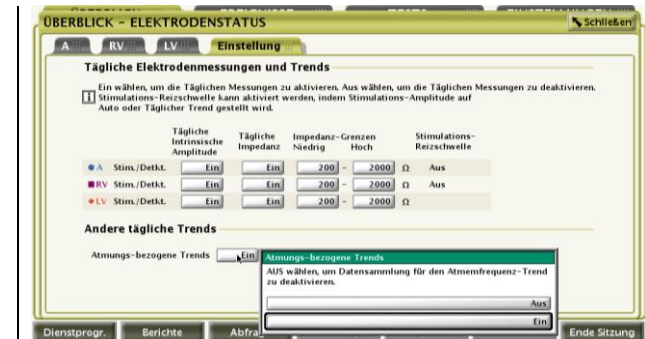 ÜBERBLICK - ELEKTRODENSTATUS
Schließen
A RV LV Einstellung
Tägliche Elektrodenmessungen und Trends
Ein wählen, um die Täglichen Messungen zu aktivieren. Aus wählen, um die Täglichen Messungen zu deaktivieren.
Stimulations-Reizschwelle kann aktiviert werden, indem Stimulations-Amplitude auf
Auto oder Täglicher Trend gestellt wird.
Tägliche Intrinsische Amplitude
Tägliche Impedanz
Impedanz-Grenzen
Niedrig Hoch
Stimulations-Reizschwelle
A Stim./Detkt. Ein Ein 200 - 2000 Ω Aus
RV Stim./Detkt. Ein Ein 200 - 2000 Ω Aus
LV Stim./Detkt. Ein Ein 200 - 2000 Ω
Andere tägliche Trends
Atmungs-bezogene Trends Ein
Atmungs-bezogene Trends
AUS wählen, um Datensammlung für den Atmemfrequenz-Trend
zu deaktivieren.
Aus
Ein
Dienstprogr. Berichte Abfra Ende Sitzung